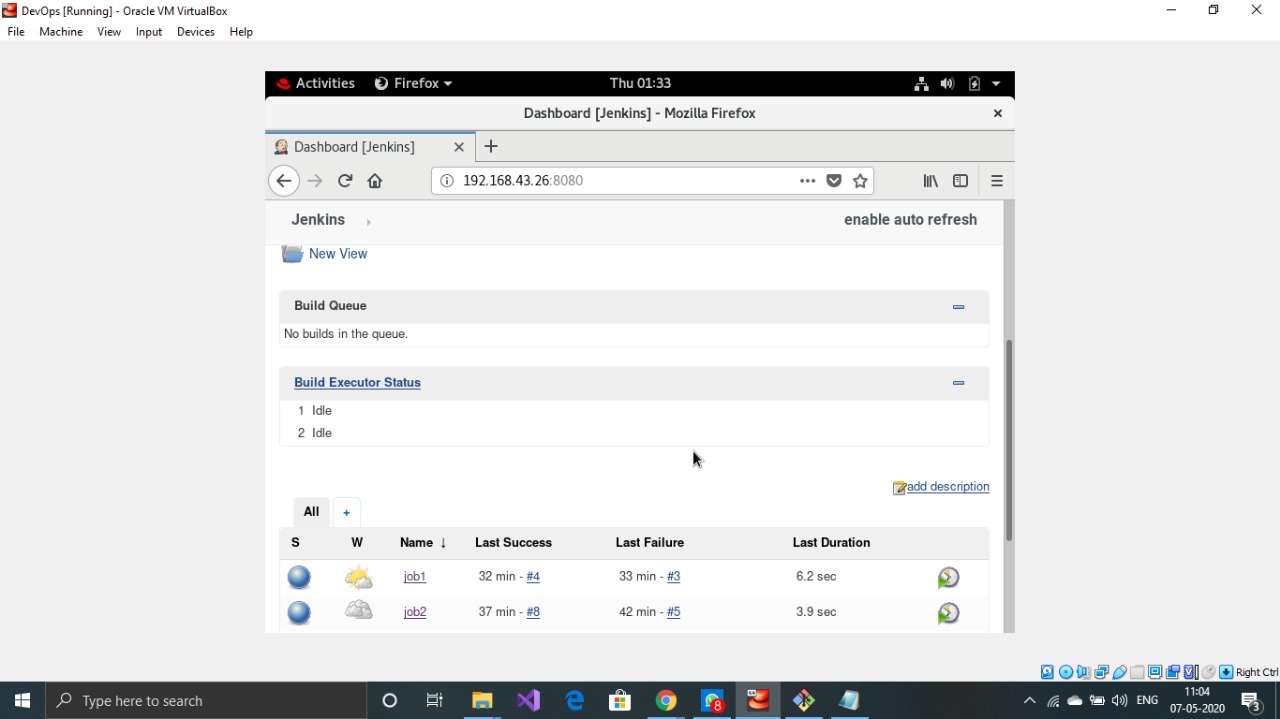 DevOps [Running] - Oracle VM VirtualBox
File Machine View Input Devices Help
Activities Firefox Thu 01:33
Dashboard [Jenkins] - Mozilla Firefox
Dashboard [Jenkins]
192.168.43.26:8080
Jenkins enable auto refresh
New View
Build Queue
No builds in the queue.
Build Executor Status
1 Idle
2 Idle
add description
All +
S W Name ↓ Last Success Last Failure Last Duration
job1 32 min - #4 33 min - #3 6.2 sec
job2 37 min - #8 42 min - #5 3.9 sec
Right Ctrl
Type here to search
8
ENG
11:04
07-05-2020
3